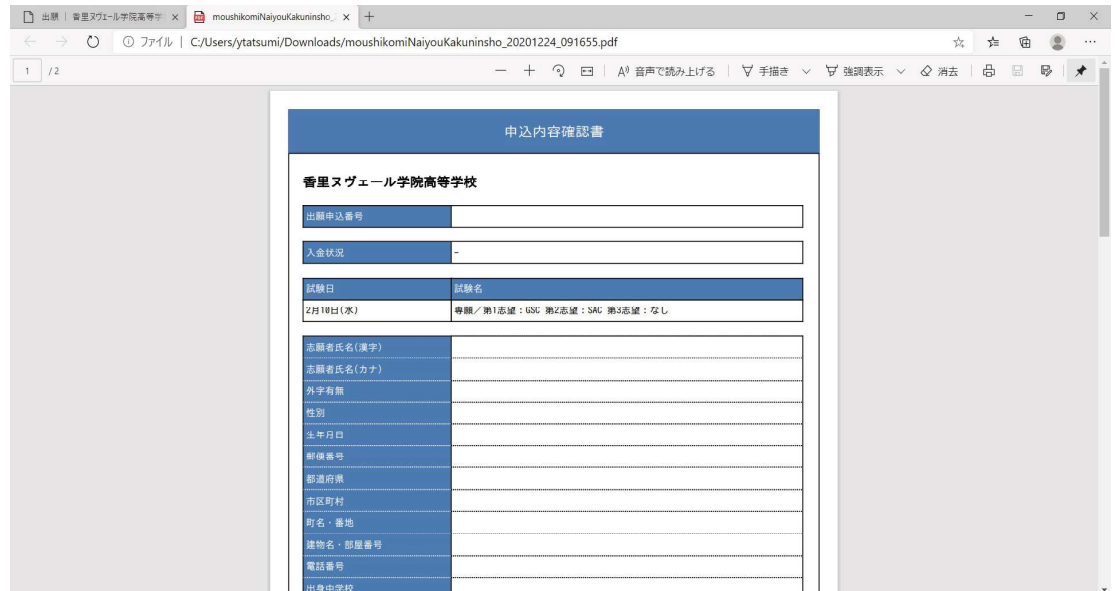 出願 | 香里ヌヴェール学院高等学
moushikomiNaiyouKakuninsho_2
ファイル | C:/Users/ytatsumi/Downloads/moushikomiNaiyouKakuninsho_20201224_091655.pdf
1 /2 音声で読み上げる 手描き 強調表示 消去
申込内容確認書
香里ヌヴェール学院高等学校
出願申込番号
入金状況 -
試験日 試験名
2月10日(水) 専願/第1志望:GSC 第2志望:SAC 第3志望:なし
志願者氏名(漢字)
志願者氏名(カナ)
外字有無
性別
生年月日
郵便番号
都道府県
市区町村
町名・番地
建物名・部屋番号
電話番号
出身中学校